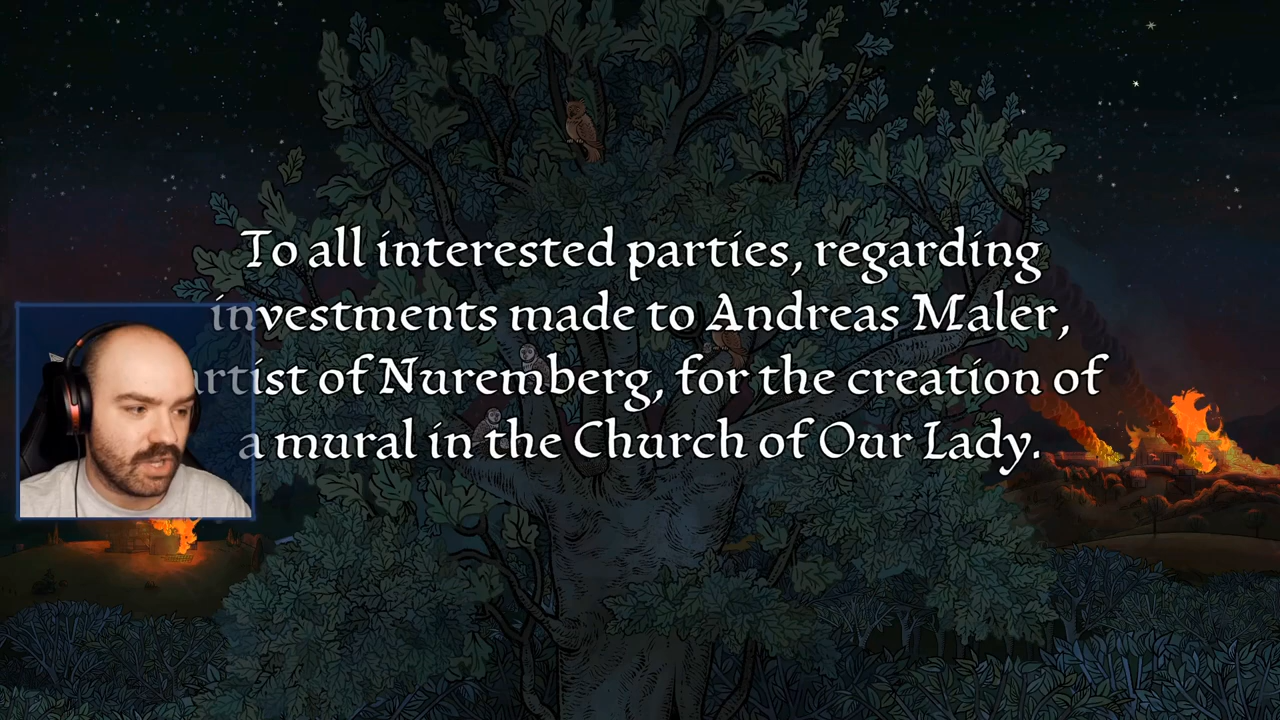 To all interested parties, regarding
investments made to Andreas Maler,
artist of Nuremberg, for the creation of
a mural in the Church of Our Lady.